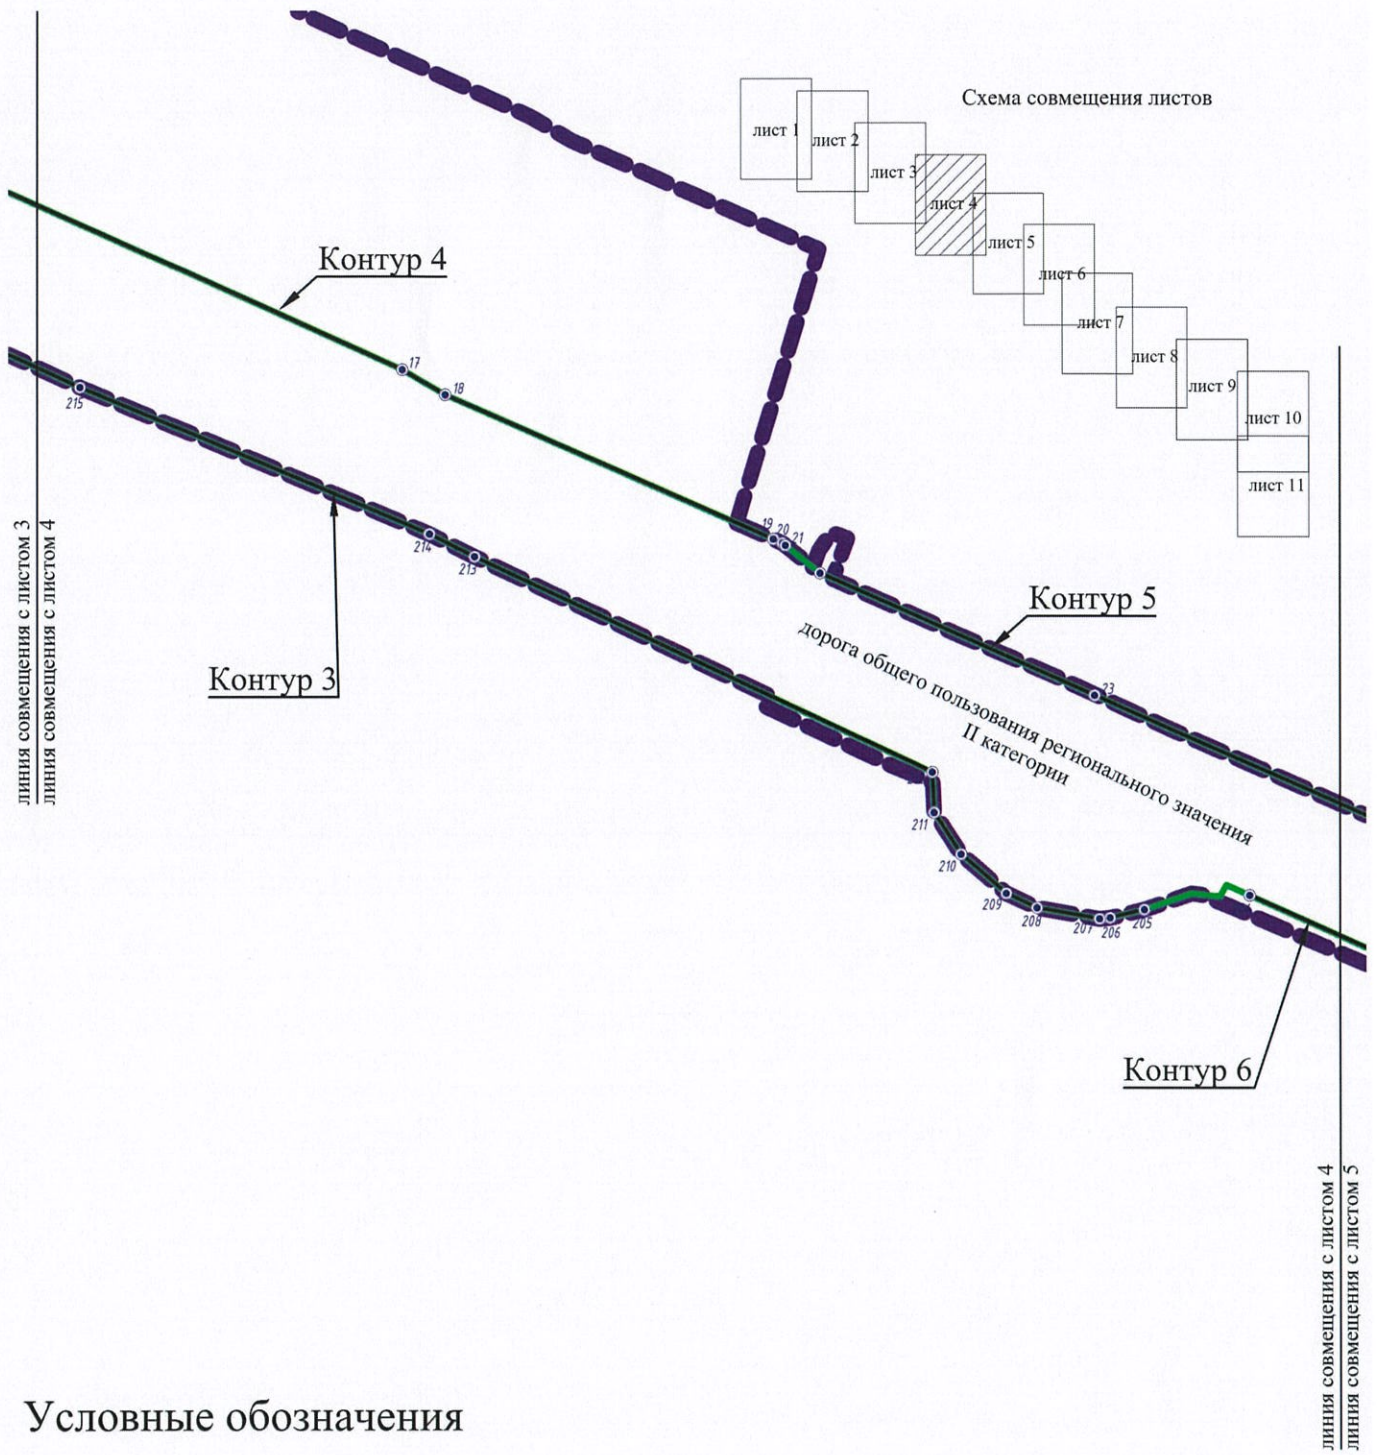 Схема совмещения листов
лист 1
лист 2
лист 3
лист 4
лист 5
лист 6
лист 7
лист 8
лист 9
лист 10
лист 11
Контур 4
17
18
215
214
213
19
20
21
Контур 5
23
Контур 3
дорога общего пользования регионального значения
II категории
211
210
209
208
207
206
205
Контур 6
линия совмещения с листом 3
линия совмещения с листом 4
линия совмещения с листом 4
линия совмещения с листом 5
Условные обозначения